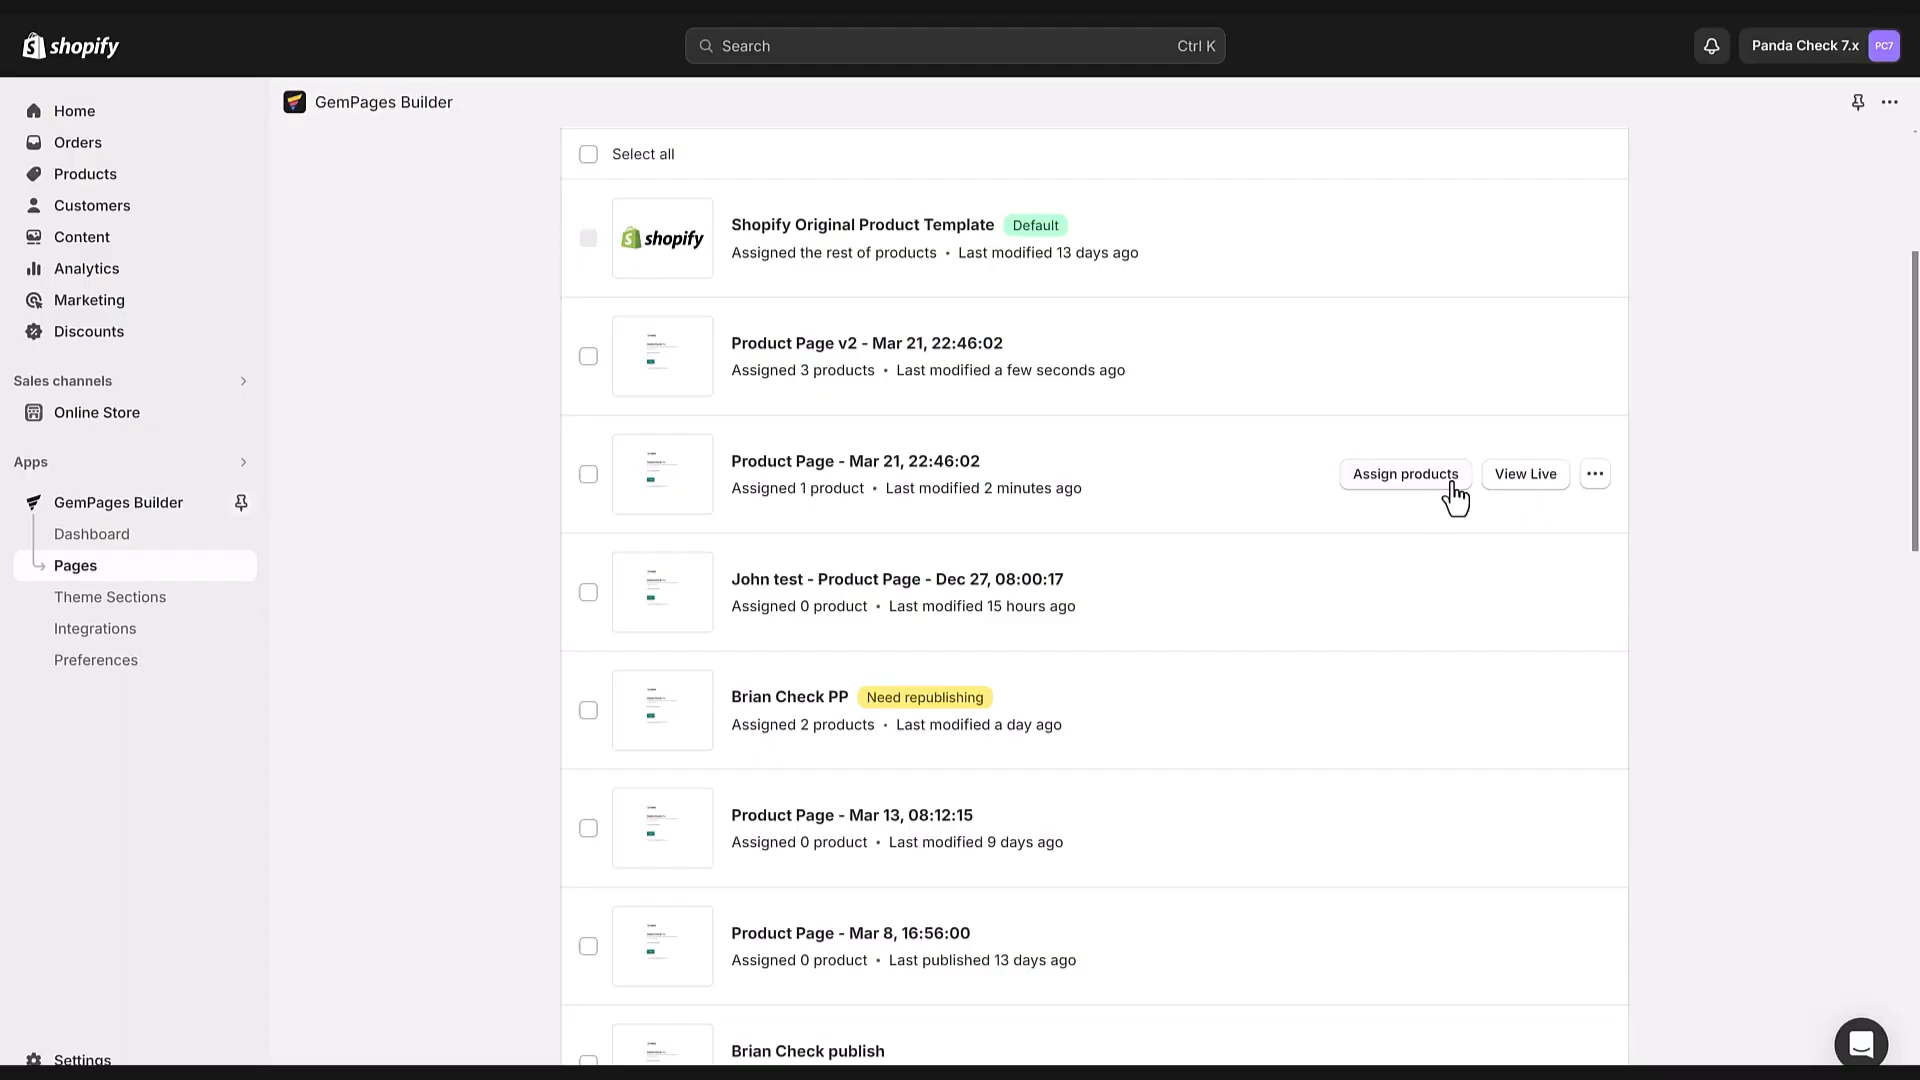 shopify
Search
Ctrl K
Panda Check 7.x
PC7
Home
Orders
Products
Customers
Content
Analytics
Marketing
Discounts
Sales channels
Online Store
Apps
GemPages Builder
Dashboard
Pages
Theme Sections
Integrations
Preferences
Settings
GemPages Builder
Select all
shopify
Shopify Original Product Template Default
Assigned the rest of products • Last modified 13 days ago
Product Page v2 - Mar 21, 22:46:02
Assigned 3 products • Last modified a few seconds ago
Product Page - Mar 21, 22:46:02
Assigned 1 product • Last modified 2 minutes ago
Assign products
View Live
John test - Product Page - Dec 27, 08:00:17
Assigned 0 product • Last modified 15 hours ago
Brian Check PP Need republishing
Assigned 2 products • Last modified a day ago
Product Page - Mar 13, 08:12:15
Assigned 0 product • Last modified 9 days ago
Product Page - Mar 8, 16:56:00
Assigned 0 product • Last published 13 days ago
Brian Check publish